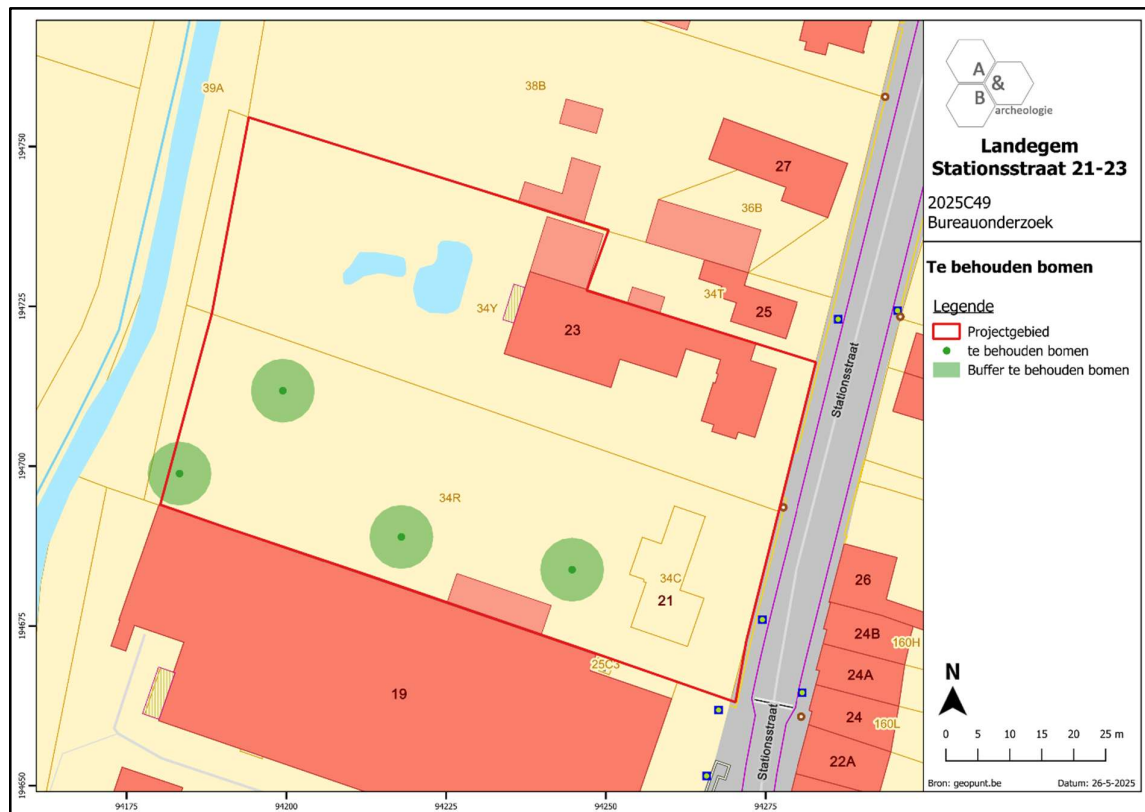 39A
38B
27
36B
34T
25
34Y
23
34R
34C
21
25C3
19
26
24B
160H
24A
24
160L
22A
Stationsstraat
Stationsstraat
194750
194725
194700
194675
194650
94175
94200
94225
94250
94275
A
&
B
archeologie
Landegem
Stationsstraat 21-23
2025C49
Bureauonderzoek
Te behouden bomen
Legende
Projectgebied
te behouden bomen
Buffer te behouden bomen
N
0 5 10 15 20 25 m
Bron: geopunt.be Datum: 26-5-2025